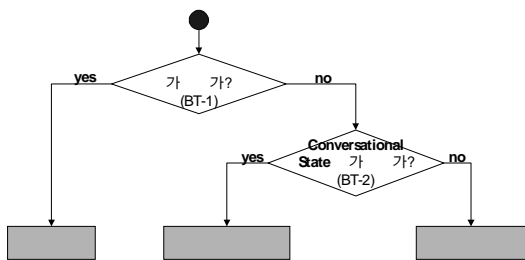 yes
가 가?
no
(BT-1)
Conversational
yes
State 가 가?
no
(BT-2)